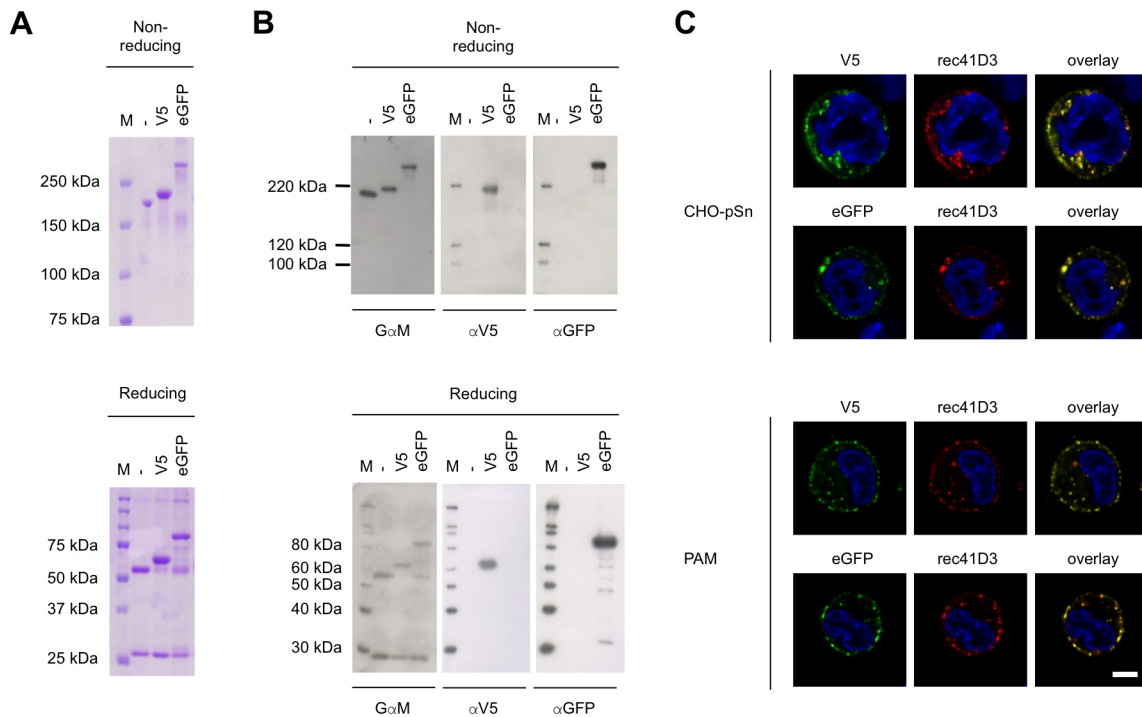 A
Non-
reducing
M - V5 eGFP
250 kDa
150 kDa
100 kDa
75 kDa
Reducing
M - V5 eGFP
75 kDa
50 kDa
37 kDa
25 kDa
B
Non-
reducing
- V5 eGFP M - V5 eGFP M - V5 eGFP
220 kDa
120 kDa
100 kDa
GαM αV5 αGFP
Reducing
M - V5 eGFP M - V5 eGFP M - V5 eGFP
80 kDa
60 kDa
50 kDa
40 kDa
30 kDa
GαM αV5 αGFP
C
V5 rec41D3 overlay
CHO-pSn
eGFP rec41D3 overlay
V5 rec41D3 overlay
PAM
eGFP rec41D3 overlay